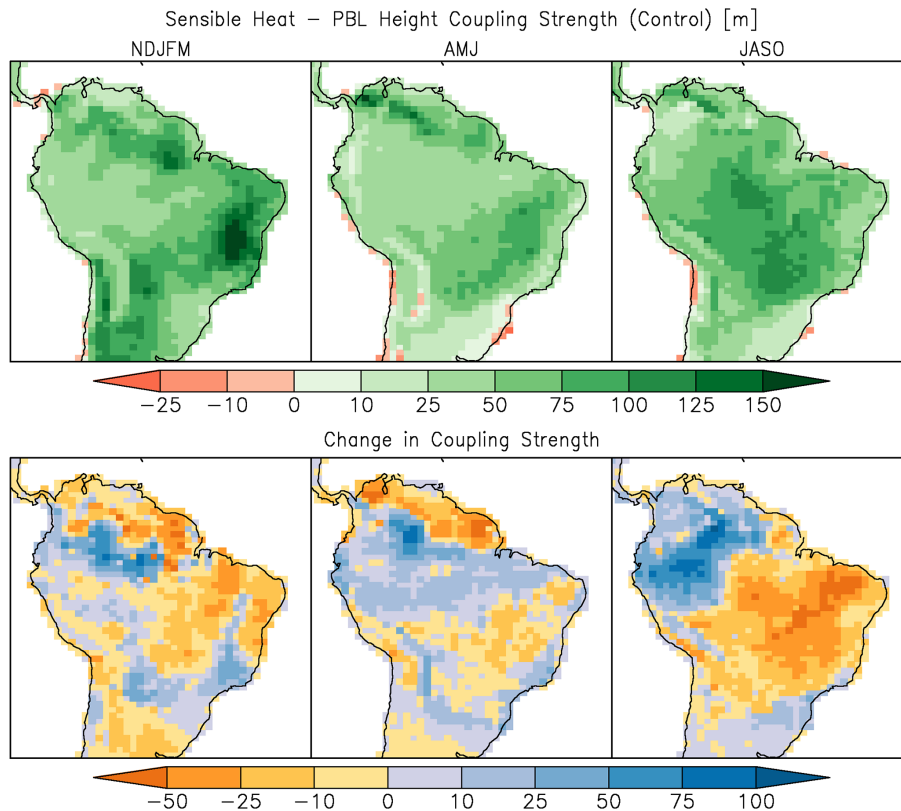 Sensible Heat − PBL Height Coupling Strength (Control) [m]
NDJFM AMJ JASO
−25 −10 0 10 25 50 75 100 125 150
Change in Coupling Strength
−50 −25 −10 0 10 25 50 75 100